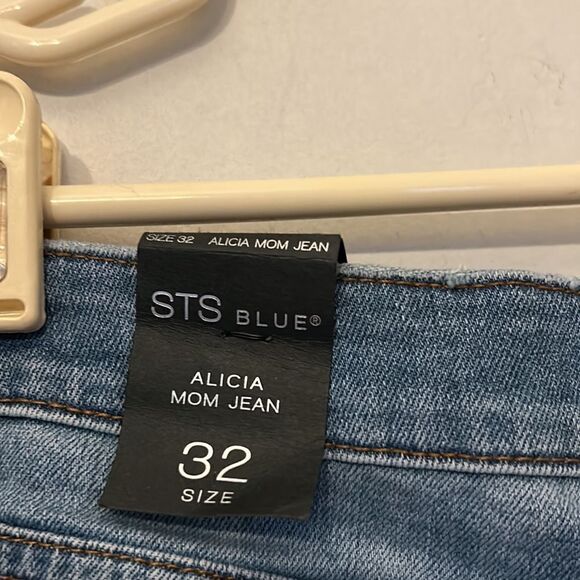 SIZE 32 ALICIA MOM JEAN
STS BLUE®
ALICIA
MOM JEAN
32
SIZE